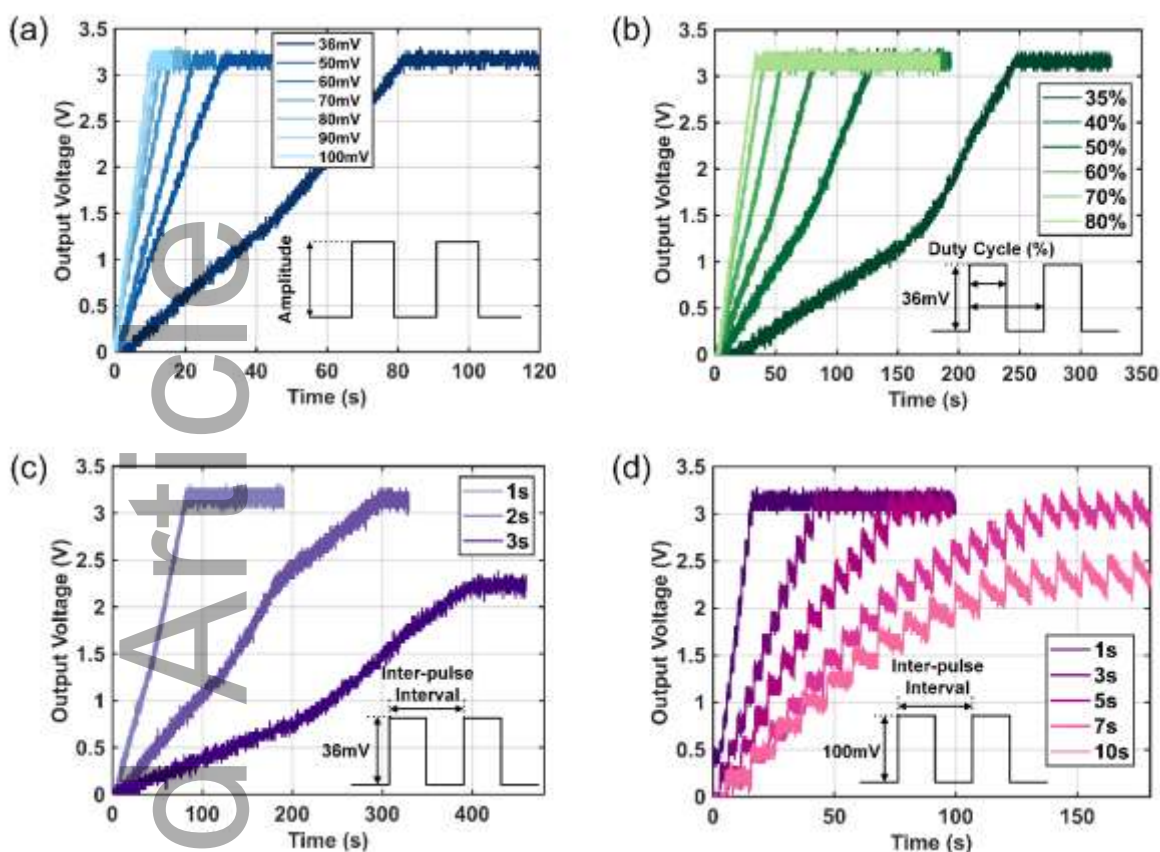 (a)
3.5
3
2.5
2
1.5
1
0.5
0
Output Voltage (V)
36mV
50mV
60mV
70mV
80mV
90mV
100mV
Amplitude
0 20 40 60 80 100 120
Time (s)
(b)
3.5
3
2.5
2
1.5
1
0.5
0
Output Voltage (V)
35%
40%
50%
60%
70%
80%
Duty Cycle (%)
36mV
0 50 100 150 200 250 300 350
Time (s)
(c)
3.5
3
2.5
2
1.5
1
0.5
0
Output Voltage (V)
1s
2s
3s
Inter-pulse
Interval
36mV
0 100 200 300 400
Time (s)
(d)
3.5
3
2.5
2
1.5
1
0.5
0
Output Voltage (V)
1s
3s
5s
7s
10s
Inter-pulse
Interval
100mV
0 50 100 150
Time (s)
d Article